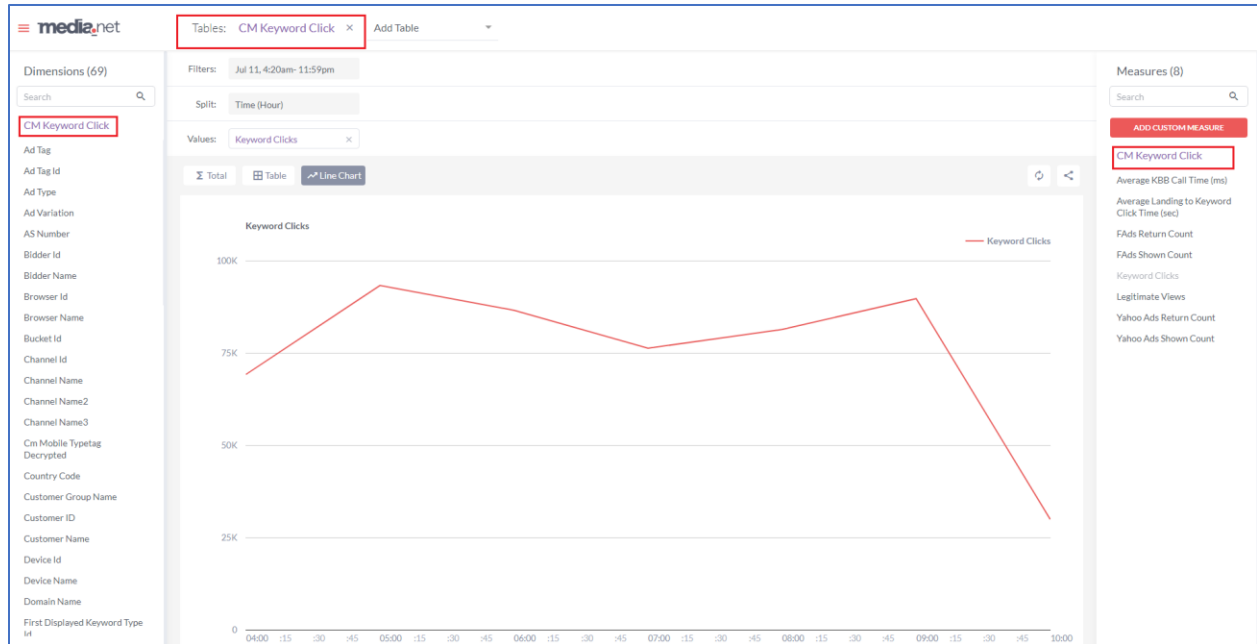 media.net
Tables: CM Keyword Click × Add Table
Dimensions (69)
Search
CM Keyword Click
Ad Tag
Ad Tag Id
Ad Type
Ad Variation
AS Number
Bidder Id
Bidder Name
Browser Id
Browser Name
Bucket Id
Channel Id
Channel Name
Channel Name2
Channel Name3
Cm Mobile Typetag
Decrypted
Country Code
Customer Group Name
Customer ID
Customer Name
Device Id
Device Name
Domain Name
First Displayed Keyword Type
Id
Filters: Jul 11, 4:20am- 11:59pm
Split: Time (Hour)
Values: Keyword Clicks ×
Σ Total Table Line Chart
Keyword Clicks
Keyword Clicks
100K
75K
50K
25K
0
04:00 :15 :30 :45 05:00 :15 :30 :45 06:00 :15 :30 :45 07:00 :15 :30 :45 08:00 :15 :30 :45 09:00 :15 :30 :45 10:00
Measures (8)
Search
ADD CUSTOM MEASURE
CM Keyword Click
Average KBB Call Time (ms)
Average Landing to Keyword
Click Time (sec)
FAds Return Count
FAds Shown Count
Keyword Clicks
Legitimate Views
Yahoo Ads Return Count
Yahoo Ads Shown Count